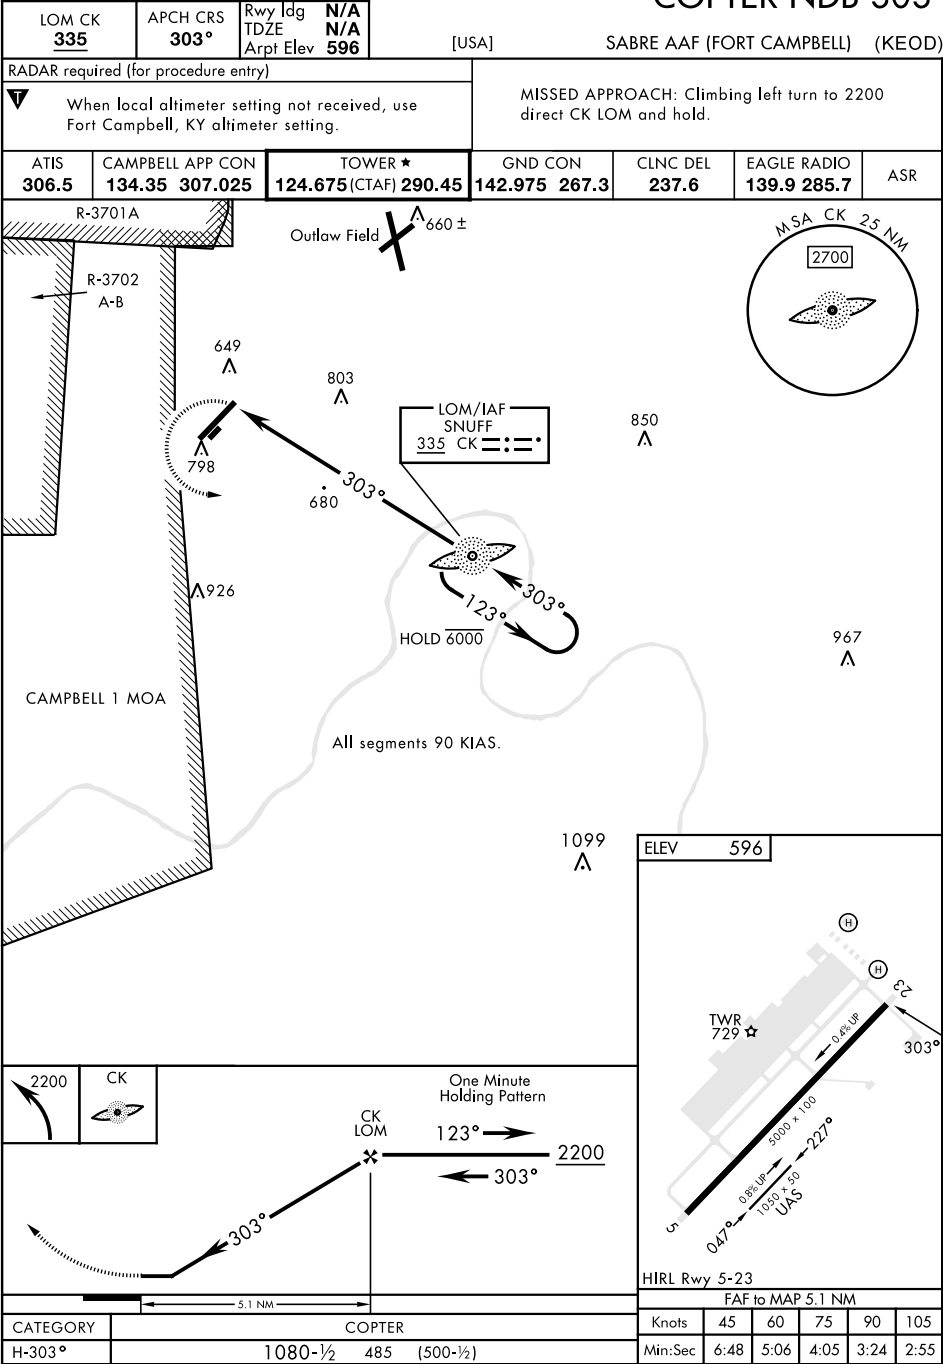 COPTER NDB 303°
LOM CK
335
APCH CRS
303°
Rwy ldg N/A
TDZE N/A
Arpt Elev 596
[USA]
SABRE AAF (FORT CAMPBELL) (KEOD)
RADAR required (for procedure entry)
T
When local altimeter setting not received, use
Fort Campbell, KY altimeter setting.
MISSED APPROACH: Climbing left turn to 2200
direct CK LOM and hold.
ATIS
306.5
CAMPBELL APP CON
134.35 307.025
TOWER ★
124.675 (CTAF) 290.45
GND CON
142.975 267.3
CLNC DEL
237.6
EAGLE RADIO
139.9 285.7
ASR
R-3701A
Outlaw Field
660 ±
MSA CK 25 NM
2700
R-3702
A-B
649
803
LOM/IAF
SNUFF
335 CK
850
798
303°
680
926
303°
123°
HOLD 6000
967
CAMPBELL 1 MOA
All segments 90 KIAS.
1099
ELEV 596
H
H
23
TWR
729
0.4% UP
303°
5000 x 100
227°
0.8% UP
1050 x 50
UAS
047°
5
HIRL Rwy 5-23
2200
CK
One Minute
Holding Pattern
CK
LOM
123°
2200
303°
303°
5.1 NM
FAF to MAP 5.1 NM
Knots 45 60 75 90 105
Min:Sec 6:48 5:06 4:05 3:24 2:55
CATEGORY COPTER
H-303° 1080-½ 485 (500-½)